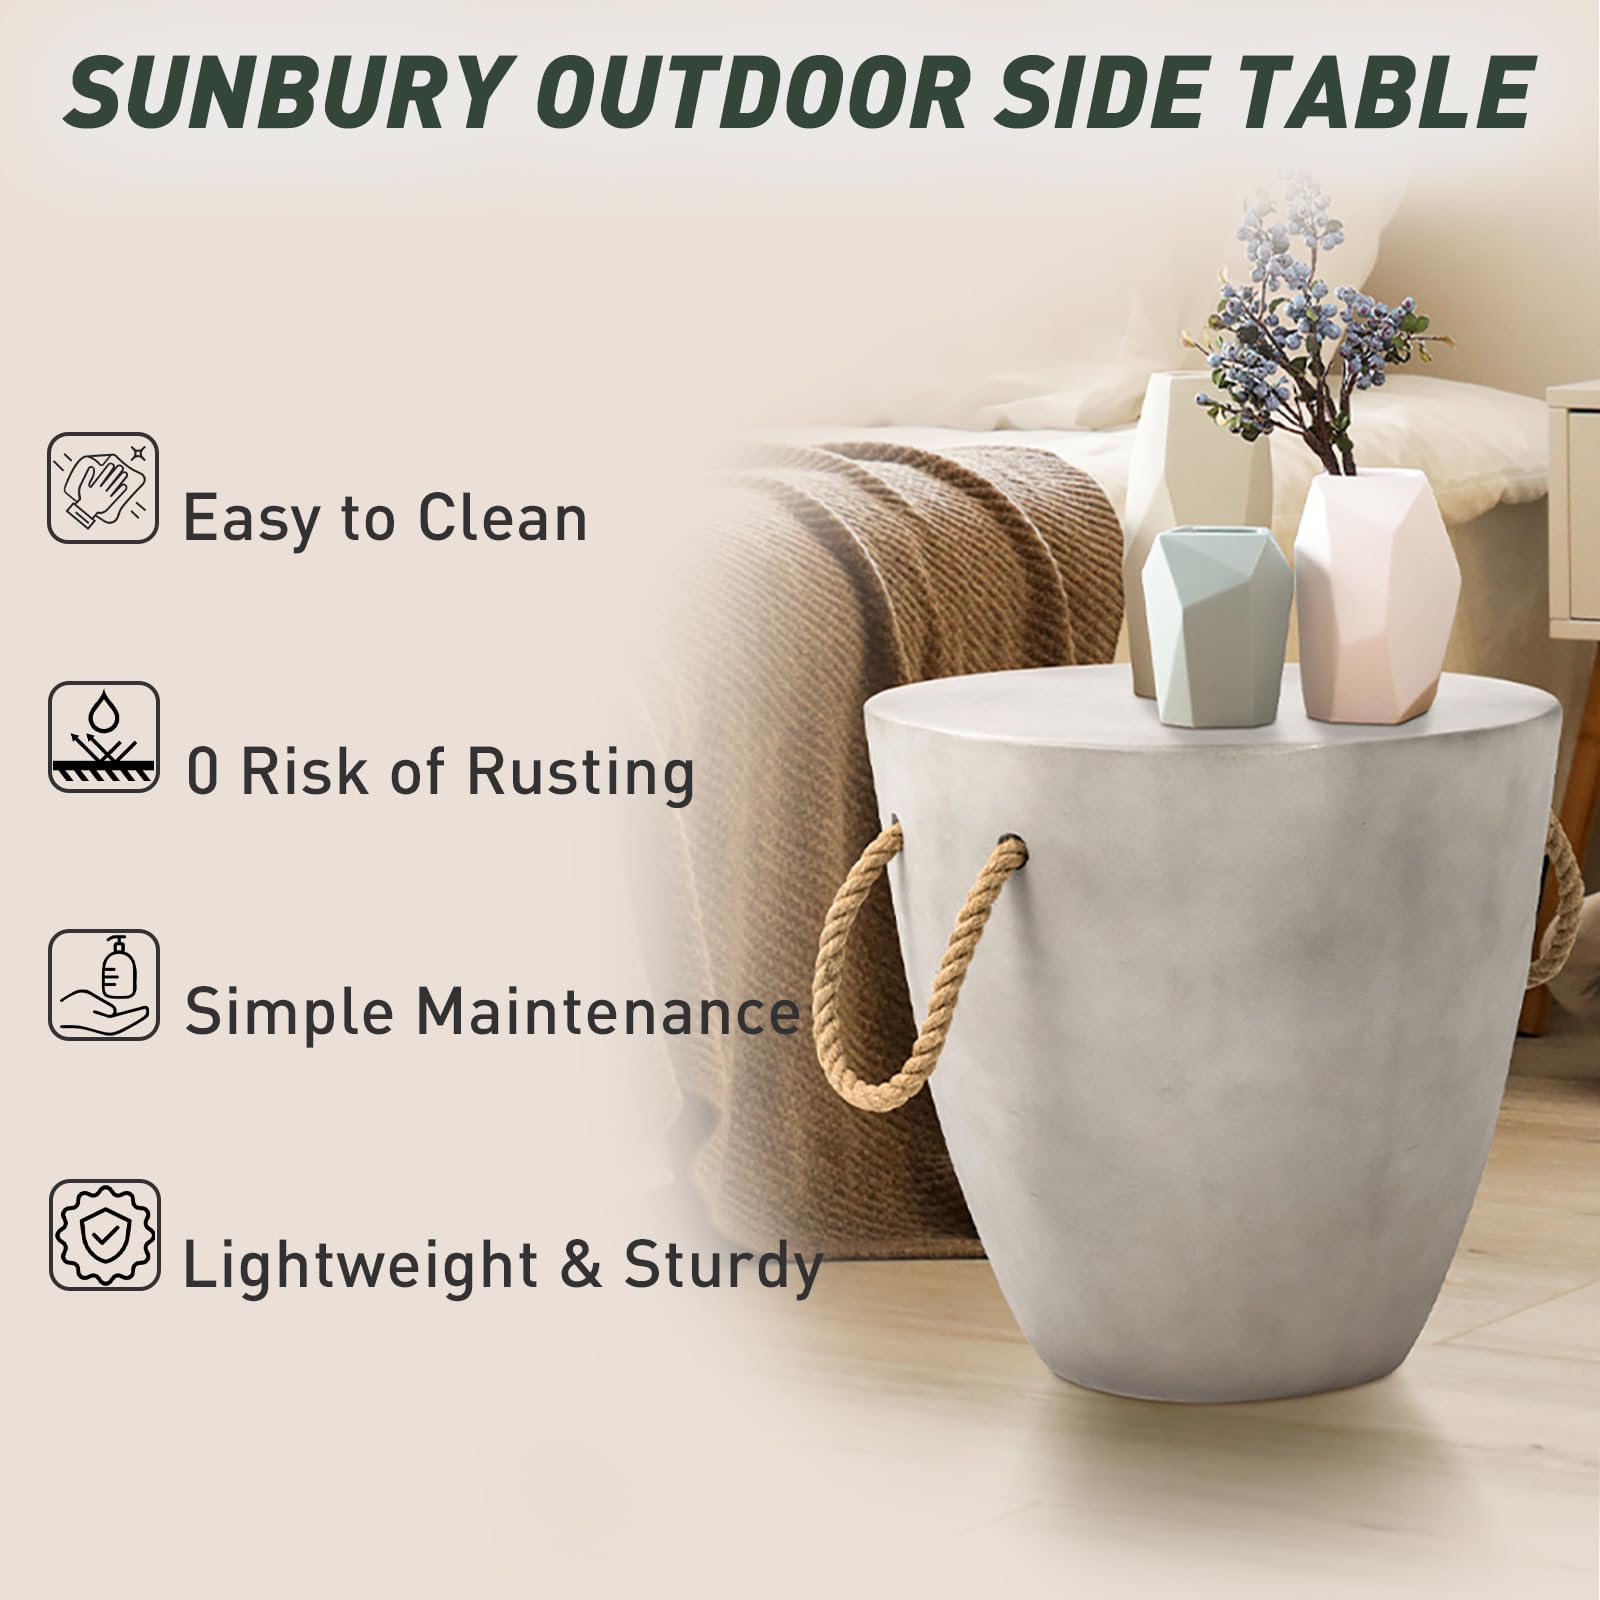 SUNBURY OUTDOOR SIDE TABLE
Easy to Clean
0 Risk of Rusting
Simple Maintenance
Lightweight & Sturdy